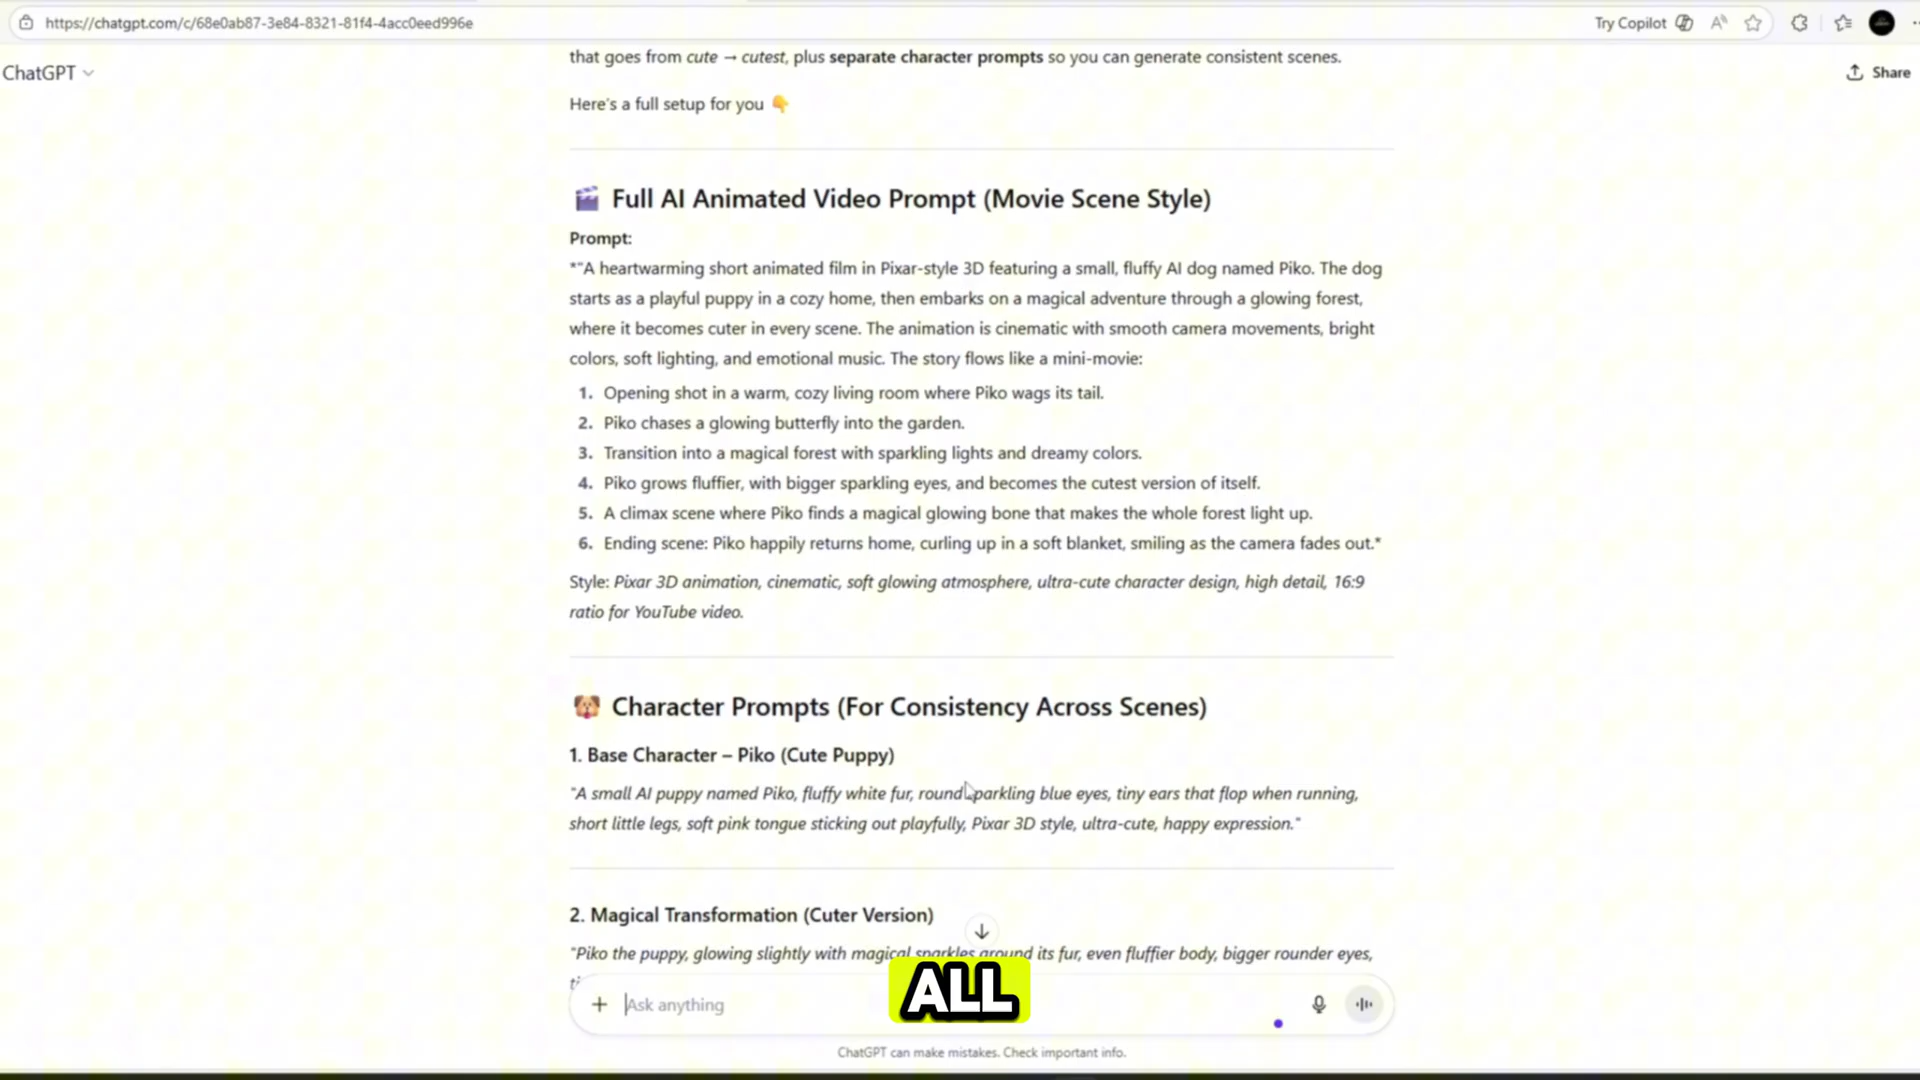 https://chatgpt.com/c/68e0ab87-3e84-8321-81f4-4acc0eed996e
Try Copilot
ChatGPT
Share
that goes from cute → cutest, plus separate character prompts so you can generate consistent scenes.
Here's a full setup for you 👇
🎬 Full AI Animated Video Prompt (Movie Scene Style)
Prompt:
*"A heartwarming short animated film in Pixar-style 3D featuring a small, fluffy AI dog named Piko. The dog
starts as a playful puppy in a cozy home, then embarks on a magical adventure through a glowing forest,
where it becomes cuter in every scene. The animation is cinematic with smooth camera movements, bright
colors, soft lighting, and emotional music. The story flows like a mini-movie:
1. Opening shot in a warm, cozy living room where Piko wags its tail.
2. Piko chases a glowing butterfly into the garden.
3. Transition into a magical forest with sparkling lights and dreamy colors.
4. Piko grows fluffier, with bigger sparkling eyes, and becomes the cutest version of itself.
5. A climax scene where Piko finds a magical glowing bone that makes the whole forest light up.
6. Ending scene: Piko happily returns home, curling up in a soft blanket, smiling as the camera fades out.*
Style: Pixar 3D animation, cinematic, soft glowing atmosphere, ultra-cute character design, high detail, 16:9
ratio for YouTube video.
🐶 Character Prompts (For Consistency Across Scenes)
1. Base Character – Piko (Cute Puppy)
"A small AI puppy named Piko, fluffy white fur, round sparkling blue eyes, tiny ears that flop when running,
short little legs, soft pink tongue sticking out playfully, Pixar 3D style, ultra-cute, happy expression."
2. Magical Transformation (Cuter Version)
"Piko the puppy, glowing slightly with magical sparkles around its fur, even fluffier body, bigger rounder eyes,
ALL
Ask anything
ChatGPT can make mistakes. Check important info.